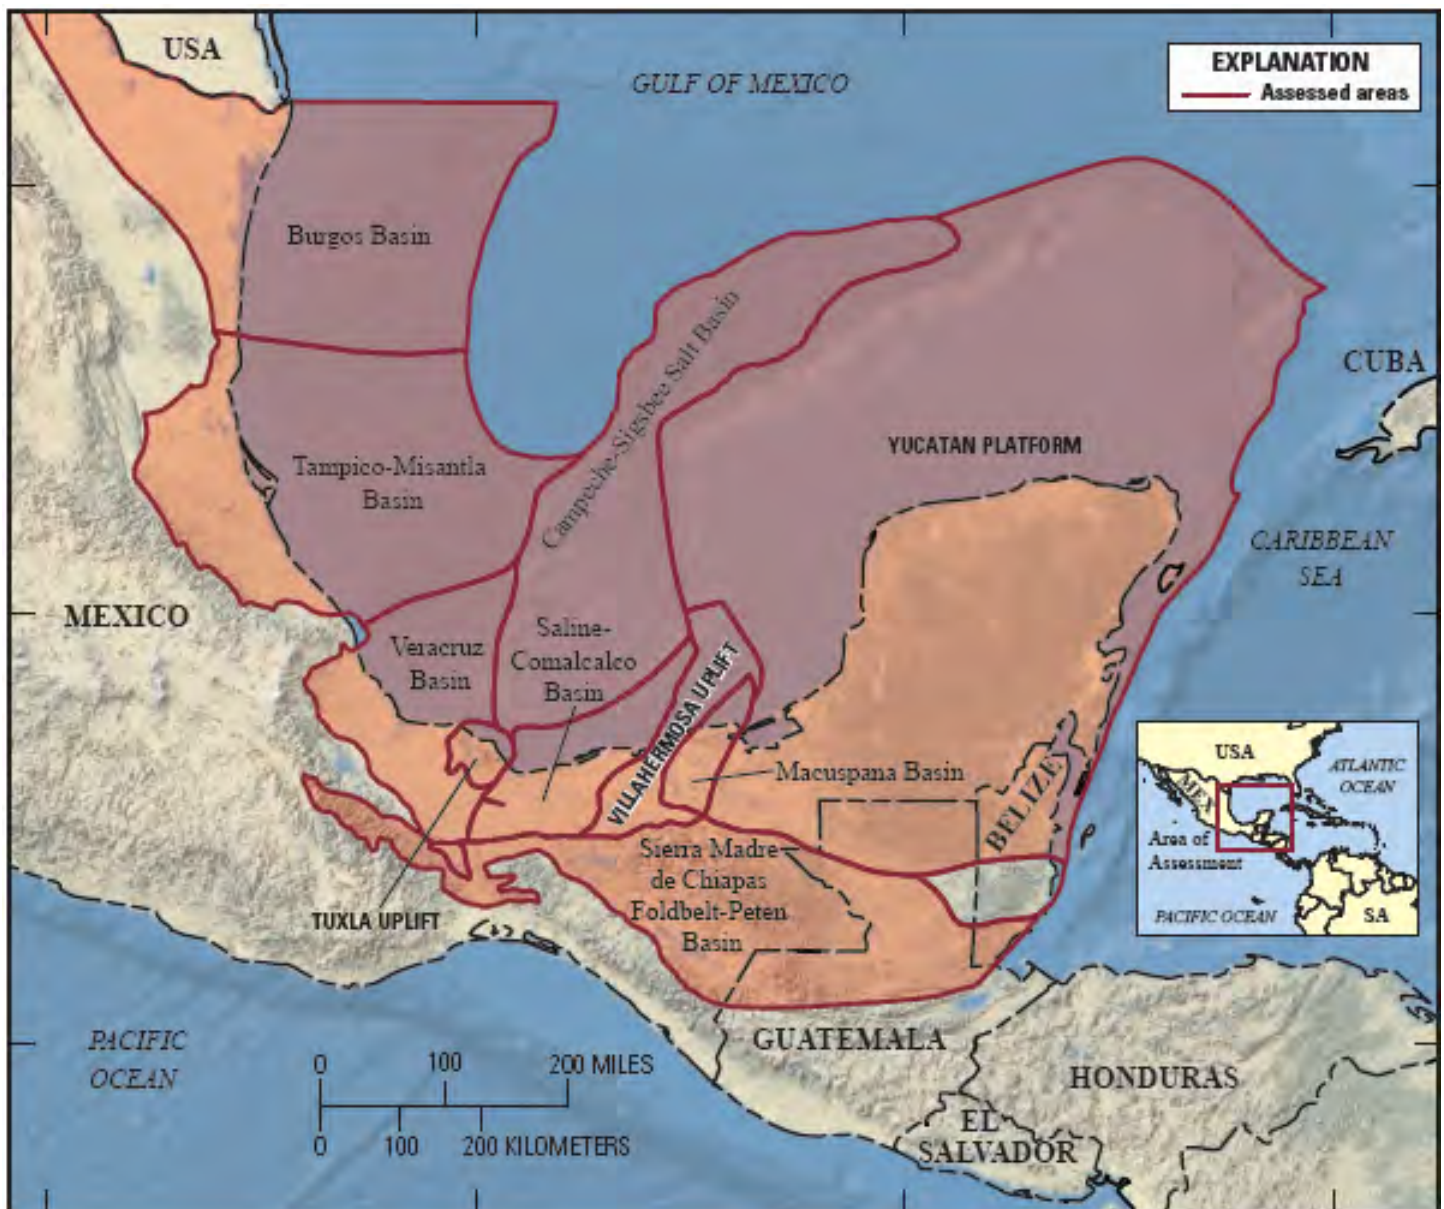 USA
GULF OF MEXICO
EXPLANATION
Assessed areas
Burgos Basin
Campeche-Sigsbee Salt Basin
CUBA
YUCATAN PLATFORM
Tampico-Misantla
Basin
CARIBBEAN
SEA
MEXICO
Veracruz
Basin
Saline-
Comalcalco
Basin
VILLAHERMOSA UPLIFT
Macuspana Basin
BELIZE
Sierra Madre
de Chiapas
Foldbelt-Peten
Basin
TUXLA UPLIFT
USA
MEX
ATLANTIC
OCEAN
Area of
Assessment
PACIFIC OCEAN
SA
PACIFIC
OCEAN
GUATEMALA
HONDURAS
EL
SALVADOR
0 100 200 MILES
0 100 200 KILOMETERS